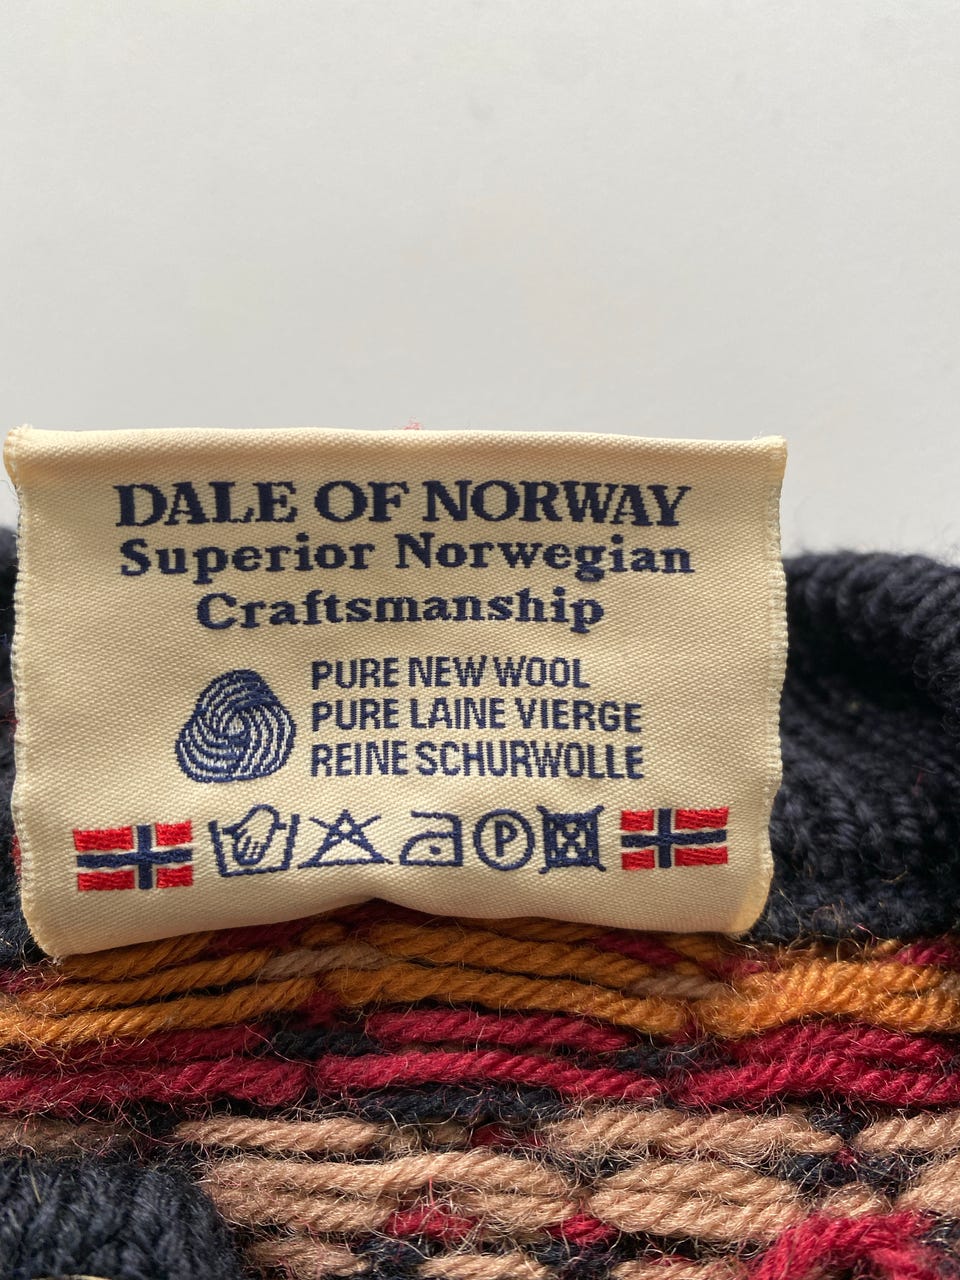 DALE OF NORWAY
Superior Norwegian
Craftsmanship
PURE NEW WOOL
PURE LAINE VIERGE
REINE SCHURWOLLE
P